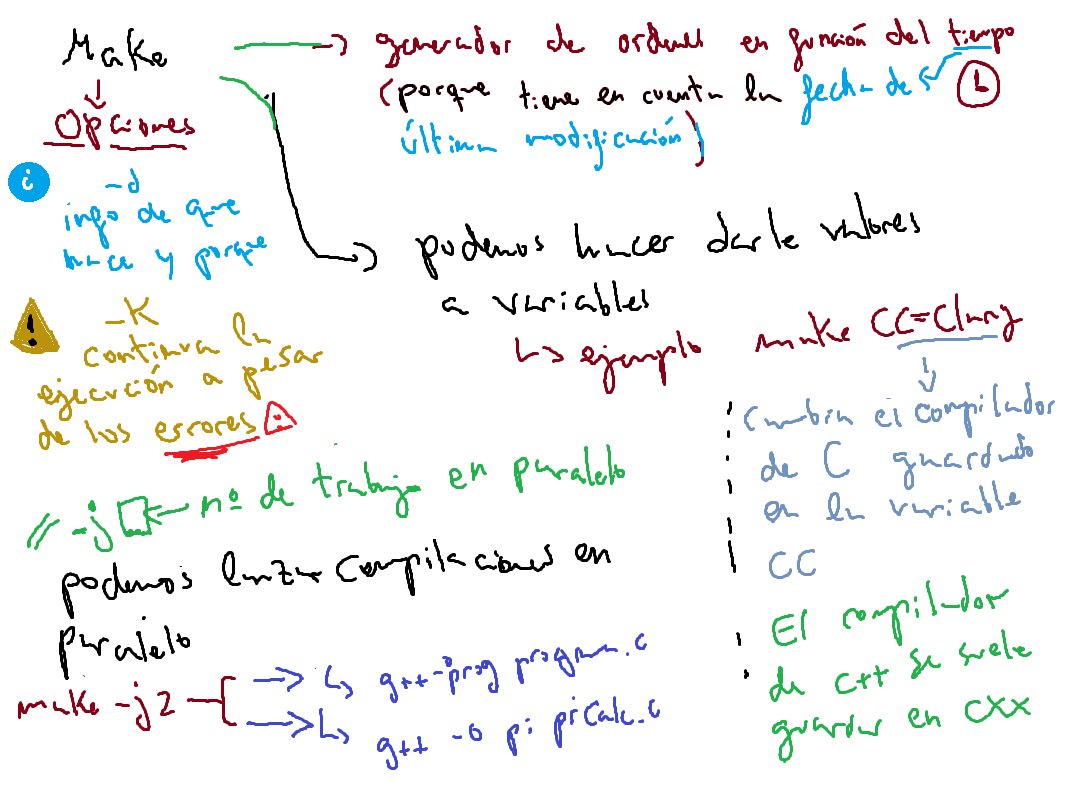 Make
Opciones
-d
info de que
hace y porque
-K
continua la
ejecución a pesar
de los errores
// -j ← nº de trabajo en paralelo
podemos lanzar compilaciones en
paralelo
make -j 2
→ ↳ g++ -o prog programa.c
→ ↳ g++ -o pi piCalc.c
→ generador de ordenes en función del tiempo
(porque tiene en cuenta la fecha de
última modificación)
→ podemos hacer darle valores
a variables
↳ ejemplo make CC=Clang
Cambia el compilador
de C guardado
en la variable
CC
El compilador
de c++ se suele
guardar en CXX